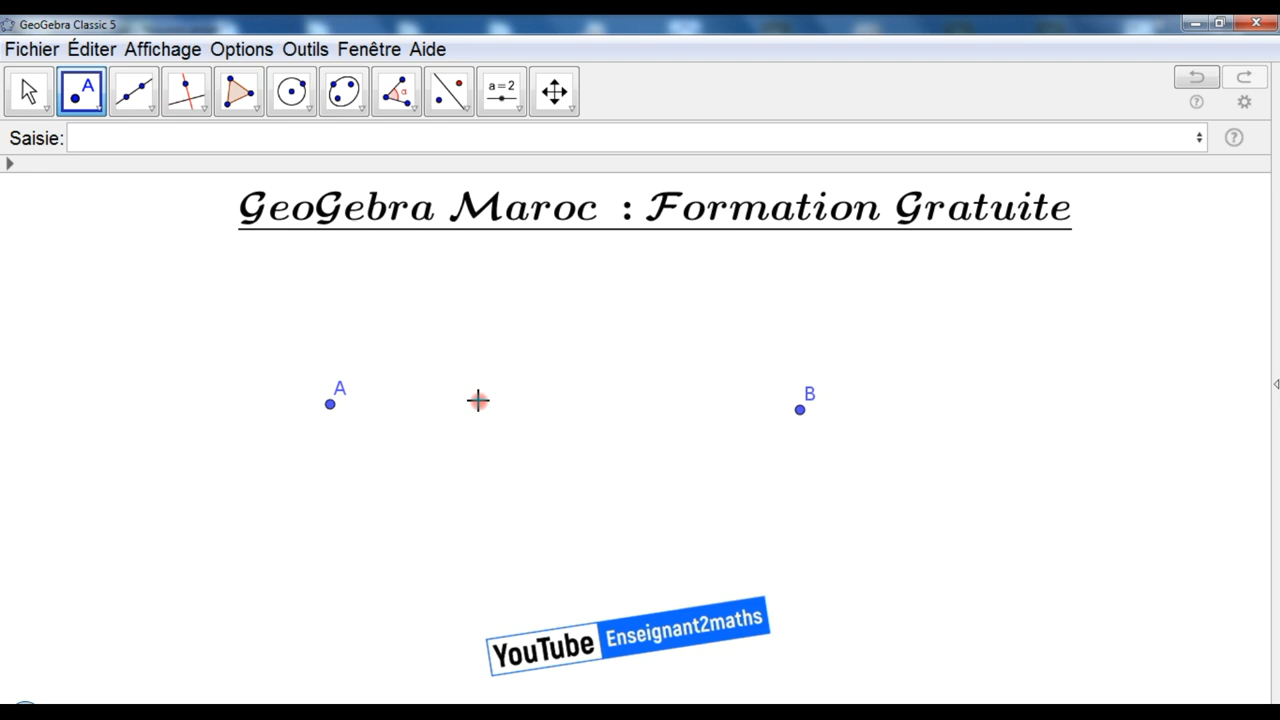 GeoGebra Classic 5
Fichier Éditer Affichage Options Outils Fenêtre Aide
A
α
a=2
Saisie:
GeoGebra Maroc : Formation Gratuite
A
B
YouTube Enseignant2maths